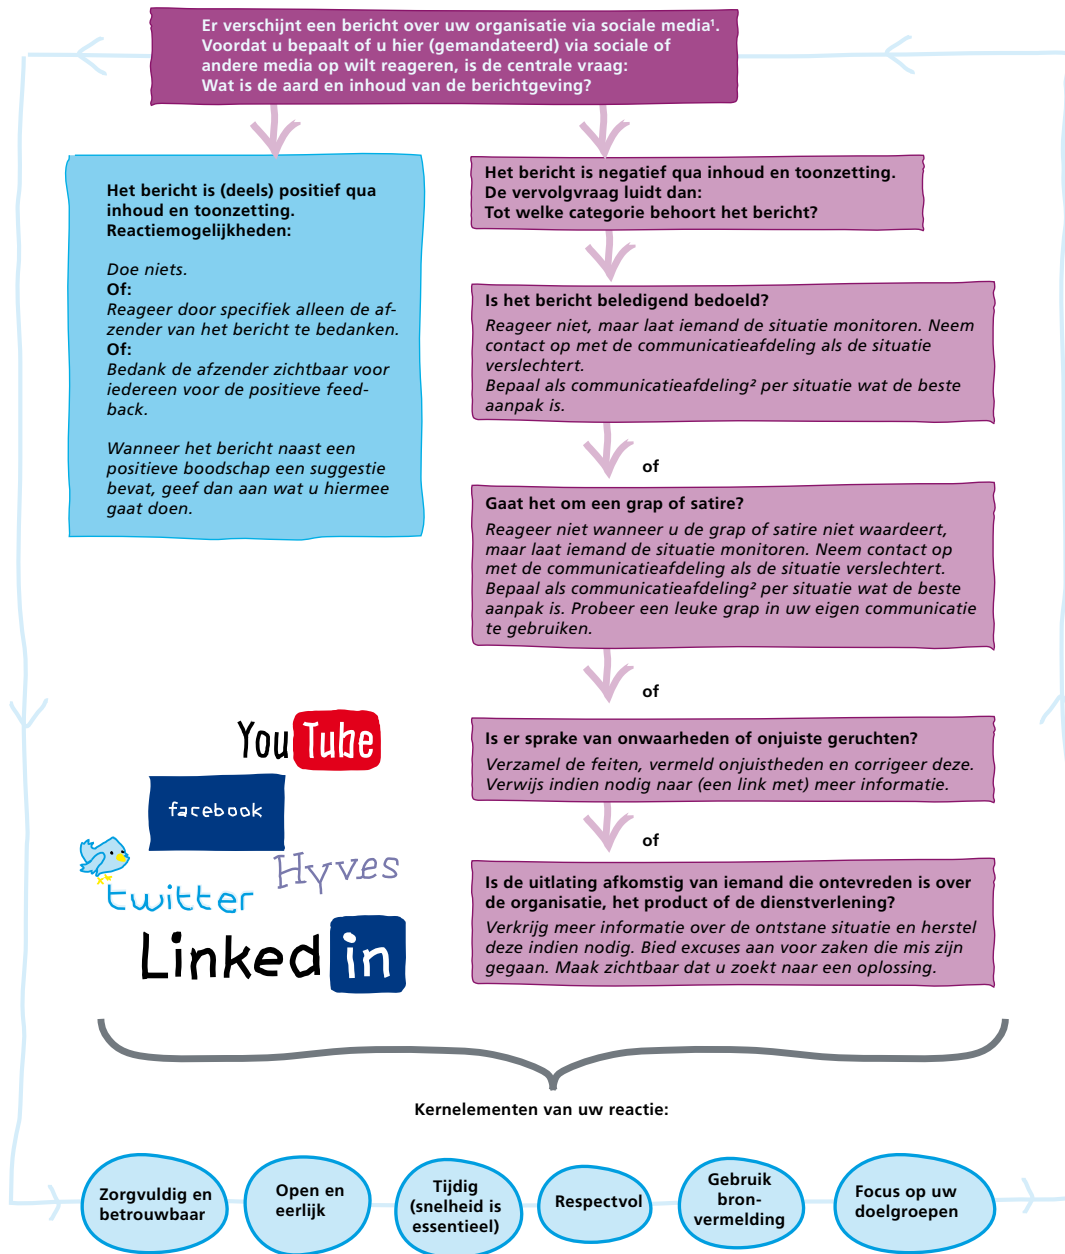 Er verschijnt een bericht over uw organisatie via sociale media¹.
Voordat u bepaalt of u hier (gemandateerd) via sociale of
andere media op wilt reageren, is de centrale vraag:
Wat is de aard en inhoud van de berichtgeving?
Het bericht is (deels) positief qua
inhoud en toonzetting.
Reactiemogelijkheden:
Doe niets.
Of:
Reageer door specifiek alleen de af-
zender van het bericht te bedanken.
Of:
Bedank de afzender zichtbaar voor
iedereen voor de positieve feed-
back.
Wanneer het bericht naast een
positieve boodschap een suggestie
bevat, geef dan aan wat u hiermee
gaat doen.
Het bericht is negatief qua inhoud en toonzetting.
De vervolgvraag luidt dan:
Tot welke categorie behoort het bericht?
Is het bericht beledigend bedoeld?
Reageer niet, maar laat iemand de situatie monitoren. Neem
contact op met de communicatieafdeling als de situatie
verslechtert.
Bepaal als communicatieafdeling² per situatie wat de beste
aanpak is.
of
Gaat het om een grap of satire?
Reageer niet wanneer u de grap of satire niet waardeert,
maar laat iemand de situatie monitoren. Neem contact op
met de communicatieafdeling als de situatie verslechtert.
Bepaal als communicatieafdeling² per situatie wat de beste
aanpak is. Probeer een leuke grap in uw eigen communicatie
te gebruiken.
of
Is er sprake van onwaarheden of onjuiste geruchten?
Verzamel de feiten, vermeld onjuistheden en corrigeer deze.
Verwijs indien nodig naar (een link met) meer informatie.
of
Is de uitlating afkomstig van iemand die ontevreden is over
de organisatie, het product of de dienstverlening?
Verkrijg meer informatie over de ontstane situatie en herstel
deze indien nodig. Bied excuses aan voor zaken die mis zijn
gegaan. Maak zichtbaar dat u zoekt naar een oplossing.
YouTube
facebook
Hyves
twitter
Linked in
Kernelementen van uw reactie:
Zorgvuldig en
betrouwbaar
Open en
eerlijk
Tijdig
(snelheid is
essentieel)
Respectvol
Gebruik
bron-
vermelding
Focus op uw
doelgroepen